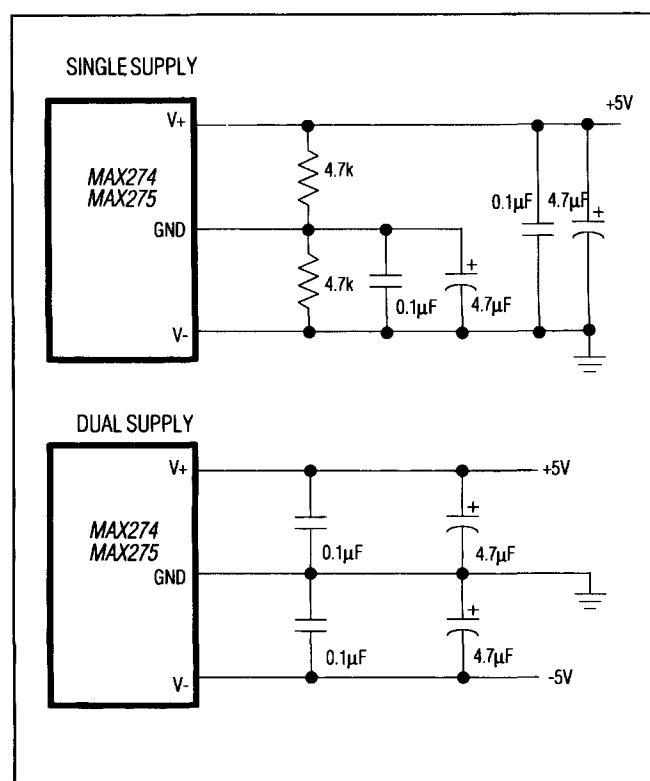 SINGLE SUPPLY
V+
+5V
MAX274
MAX275
4.7k
0.1µF
4.7µF
+
GND
4.7k
+
0.1µF
4.7µF
V-
DUAL SUPPLY
V+
+5V
MAX274
MAX275
+
0.1µF
4.7µF
GND
+
0.1µF
4.7µF
V-
-5V